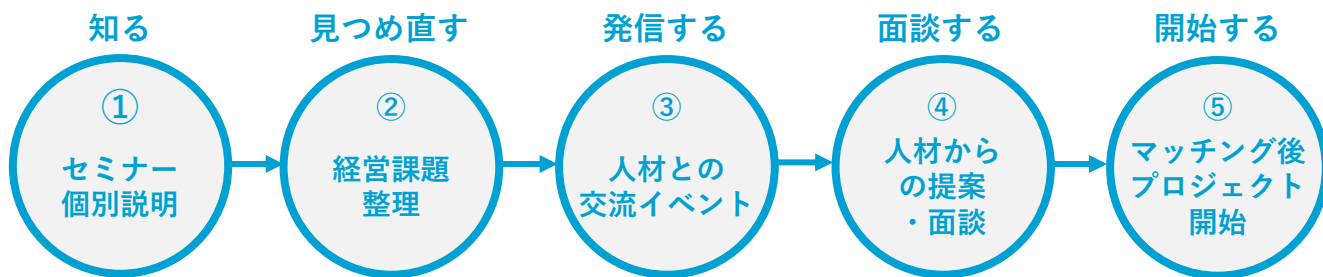 知る
①
セミナー
個別説明
見つめ直す
②
経営課題
整理
発信する
③
人材との
交流イベント
面談する
④
人材から
の提案
・面談
開始する
⑤
マッチング後
プロジェクト
開始